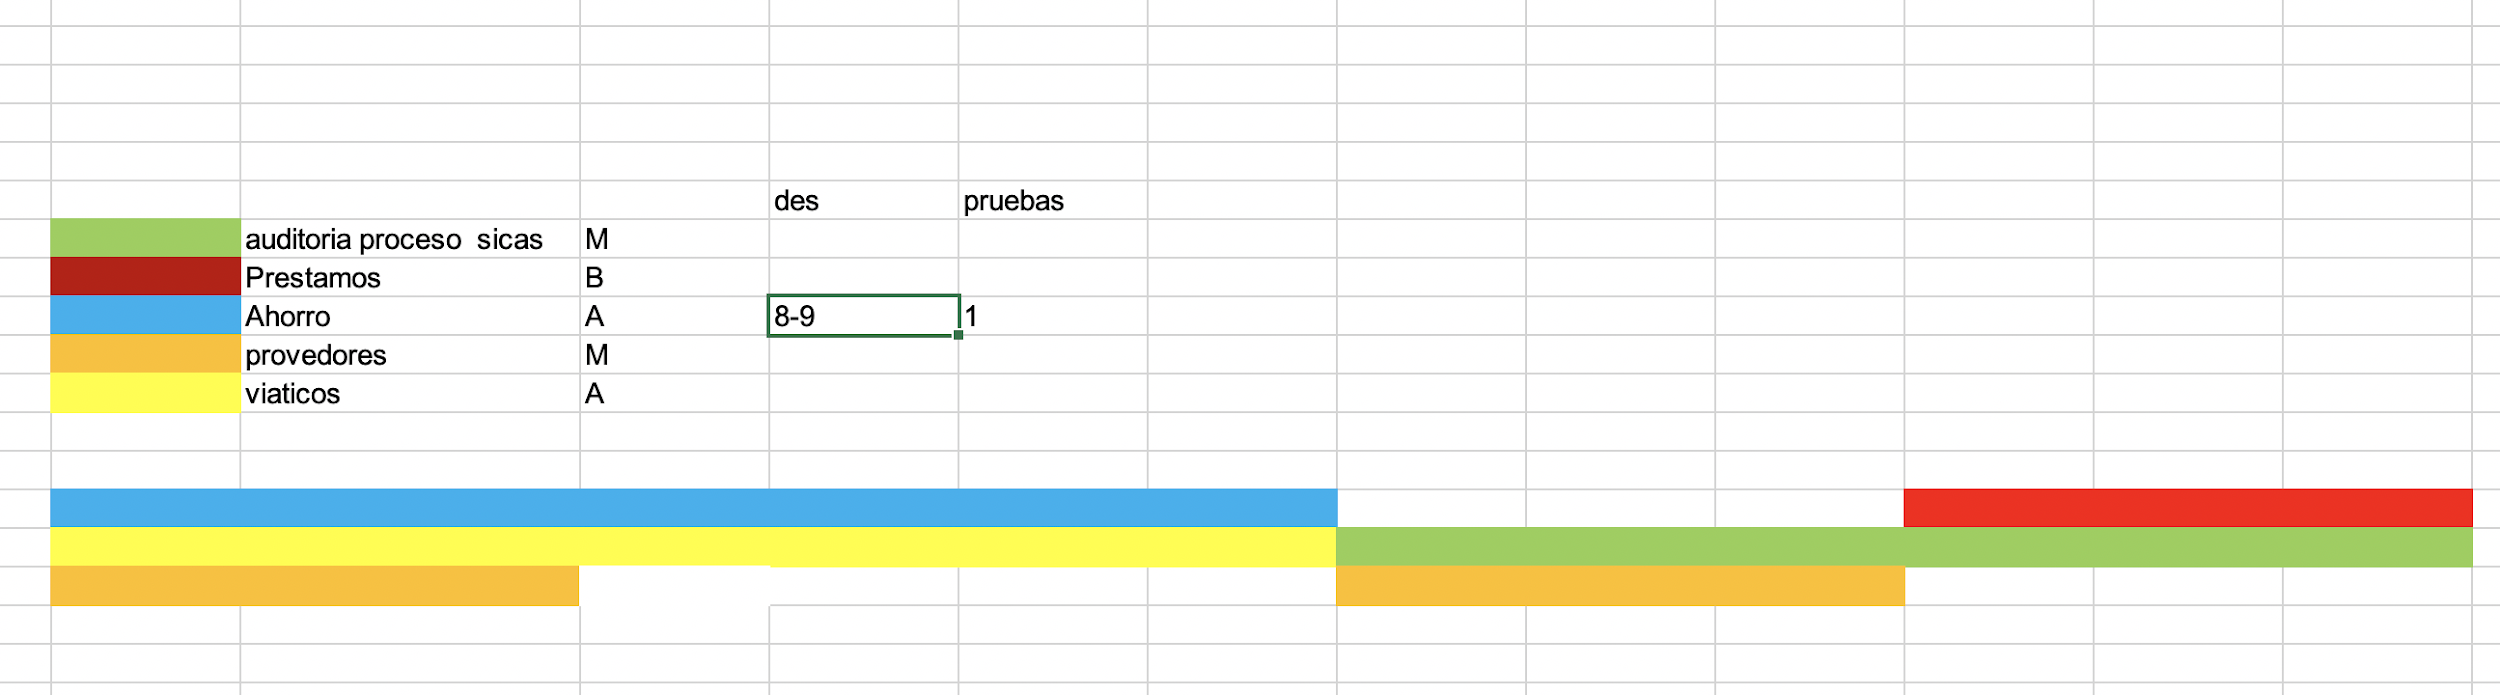 des pruebas
auditoria proceso  sicas M
Prestamos B
Ahorro A 8-9 1
provedores M
viaticos A